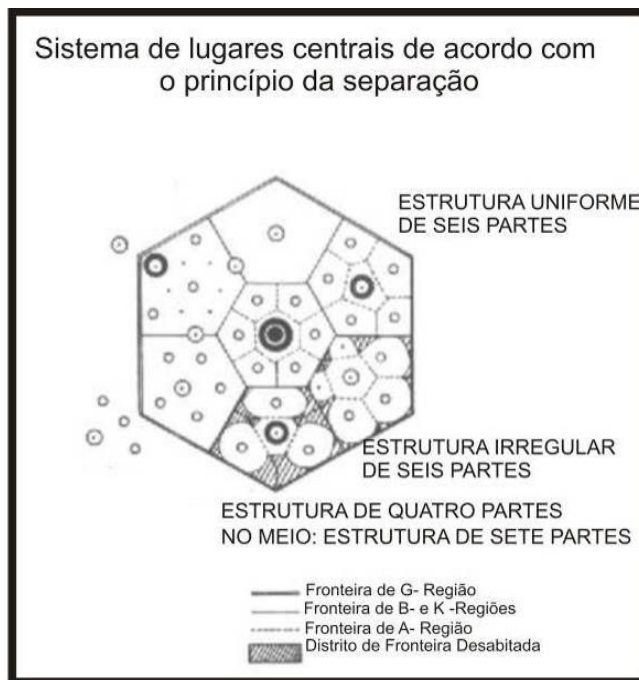 Sistema de lugares centrais de acordo com
o princípio da separação
ESTRUTURA UNIFORME
DE SEIS PARTES
ESTRUTURA IRREGULAR
DE SEIS PARTES
ESTRUTURA DE QUATRO PARTES
NO MEIO: ESTRUTURA DE SETE PARTES
Fronteira de G- Região
Fronteira de B- e K -Regiões
Fronteira de A- Região
Distrito de Fronteira Desabitada